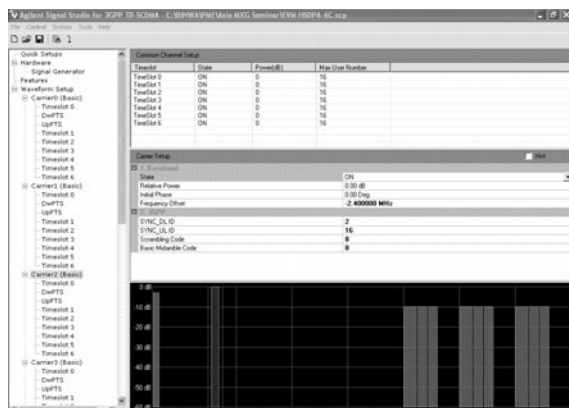 Agilent Signal Studio for 3GPP TD-SCDMA - C:\
File Control System Tools Help
Quick Setups
Hardware
Signal Generator
Features
Waveform Setup
Carrier0 (Basic)
Timeslot 0
DwPTS
UpPTS
Timeslot 1
Timeslot 2
Timeslot 3
Timeslot 4
Timeslot 5
Timeslot 6
Carrier1 (Basic)
Timeslot 0
DwPTS
UpPTS
Timeslot 1
Timeslot 2
Timeslot 3
Timeslot 4
Timeslot 5
Timeslot 6
Carrier2 (Basic)
Timeslot 0
DwPTS
UpPTS
Timeslot 1
Timeslot 2
Timeslot 3
Timeslot 4
Timeslot 5
Timeslot 6
Carrier3 (Basic)
Timeslot 0
DwPTS
UpPTS
Timeslot 1
Common Channel Setup
Timeslot State Power(dB) Max User Number
TimeSlot 0 ON 0 16
TimeSlot 1 ON 0 16
TimeSlot 2 ON 0 16
TimeSlot 3 ON 0 16
TimeSlot 4 ON 0 16
TimeSlot 5 ON 0 16
TimeSlot 6 ON 0 16
Carrier Setup
State ON
Relative Power 0.00 dB
Initial Phase 0.00 Deg
Frequency Offset -2.400000 MHz
2. 3GPP
SYNC_DL ID 2
SYNC_UL ID 16
Scrambling Code 8
Basic Midamble Code 8
0 dB
-10 dB
-20 dB
-30 dB
-40 dB
-50 dB